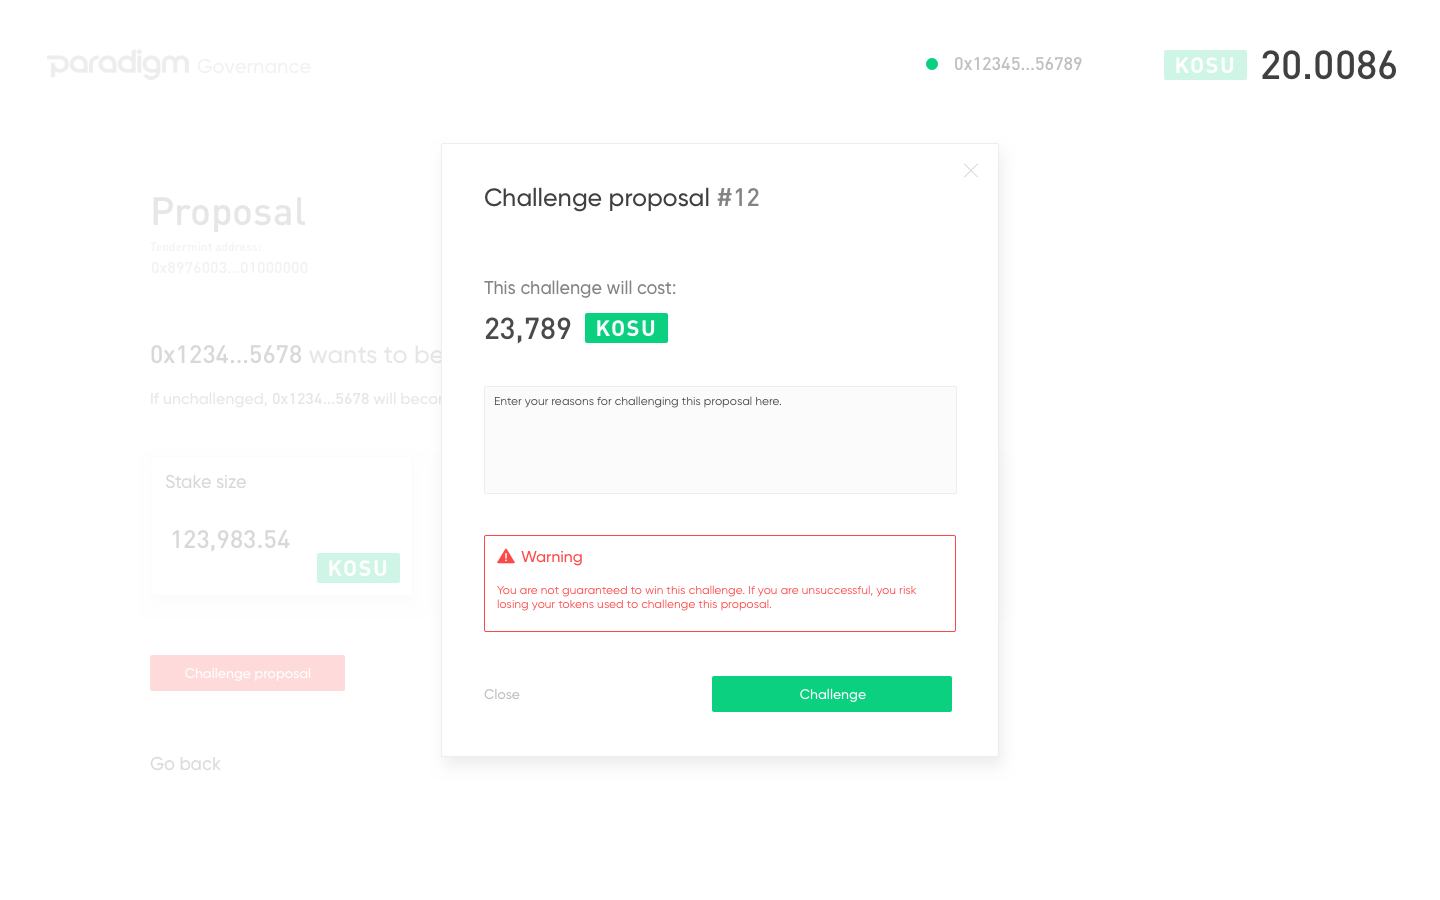 paradigm Governance
0x12345...56789
KOSU 20.0086
Challenge proposal #12
Proposal
Tendermint address:
0x8976003...01000000
This challenge will cost:
23,789 KOSU
0x1234...5678 wants to be
If unchallenged, 0x1234...5678 will becom
Enter your reasons for challenging this proposal here.
Stake size
123,983.54
KOSU
Warning
You are not guaranteed to win this challenge. If you are unsuccessful, you risk
losing your tokens used to challenge this proposal.
Challenge proposal
Close
Challenge
Go back